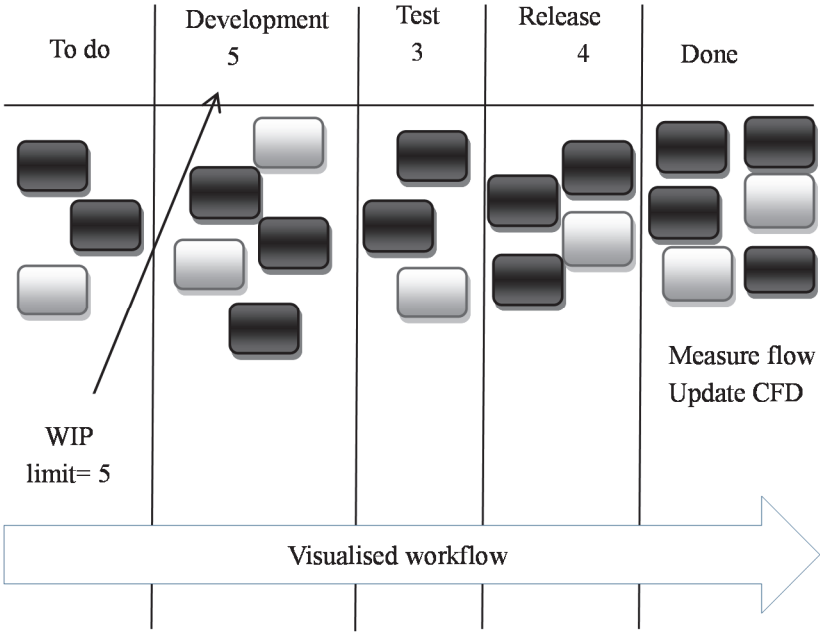 To do
Development
5
Test
3
Release
4
Done
Measure flow
Update CFD
WIP
limit= 5
Visualised workflow